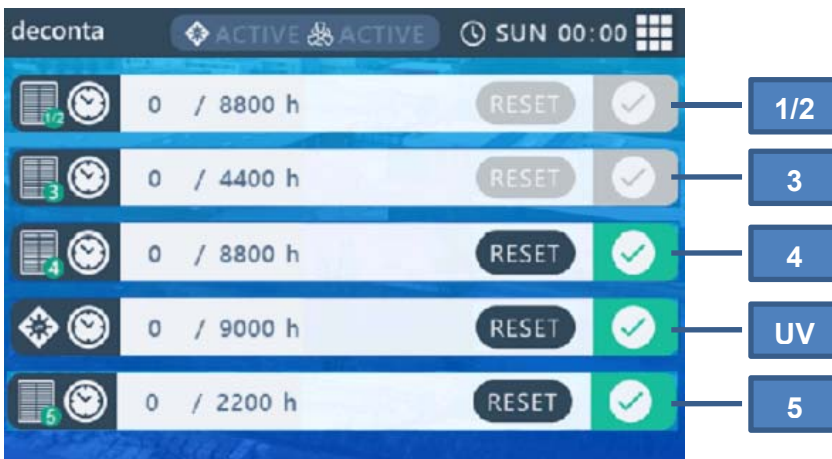 deconta ACTIVE ACTIVE SUN 00:00
1/2 0 / 8800 h RESET 1/2
3 0 / 4400 h RESET 3
4 0 / 8800 h RESET 4
0 / 9000 h RESET UV
5 0 / 2200 h RESET 5